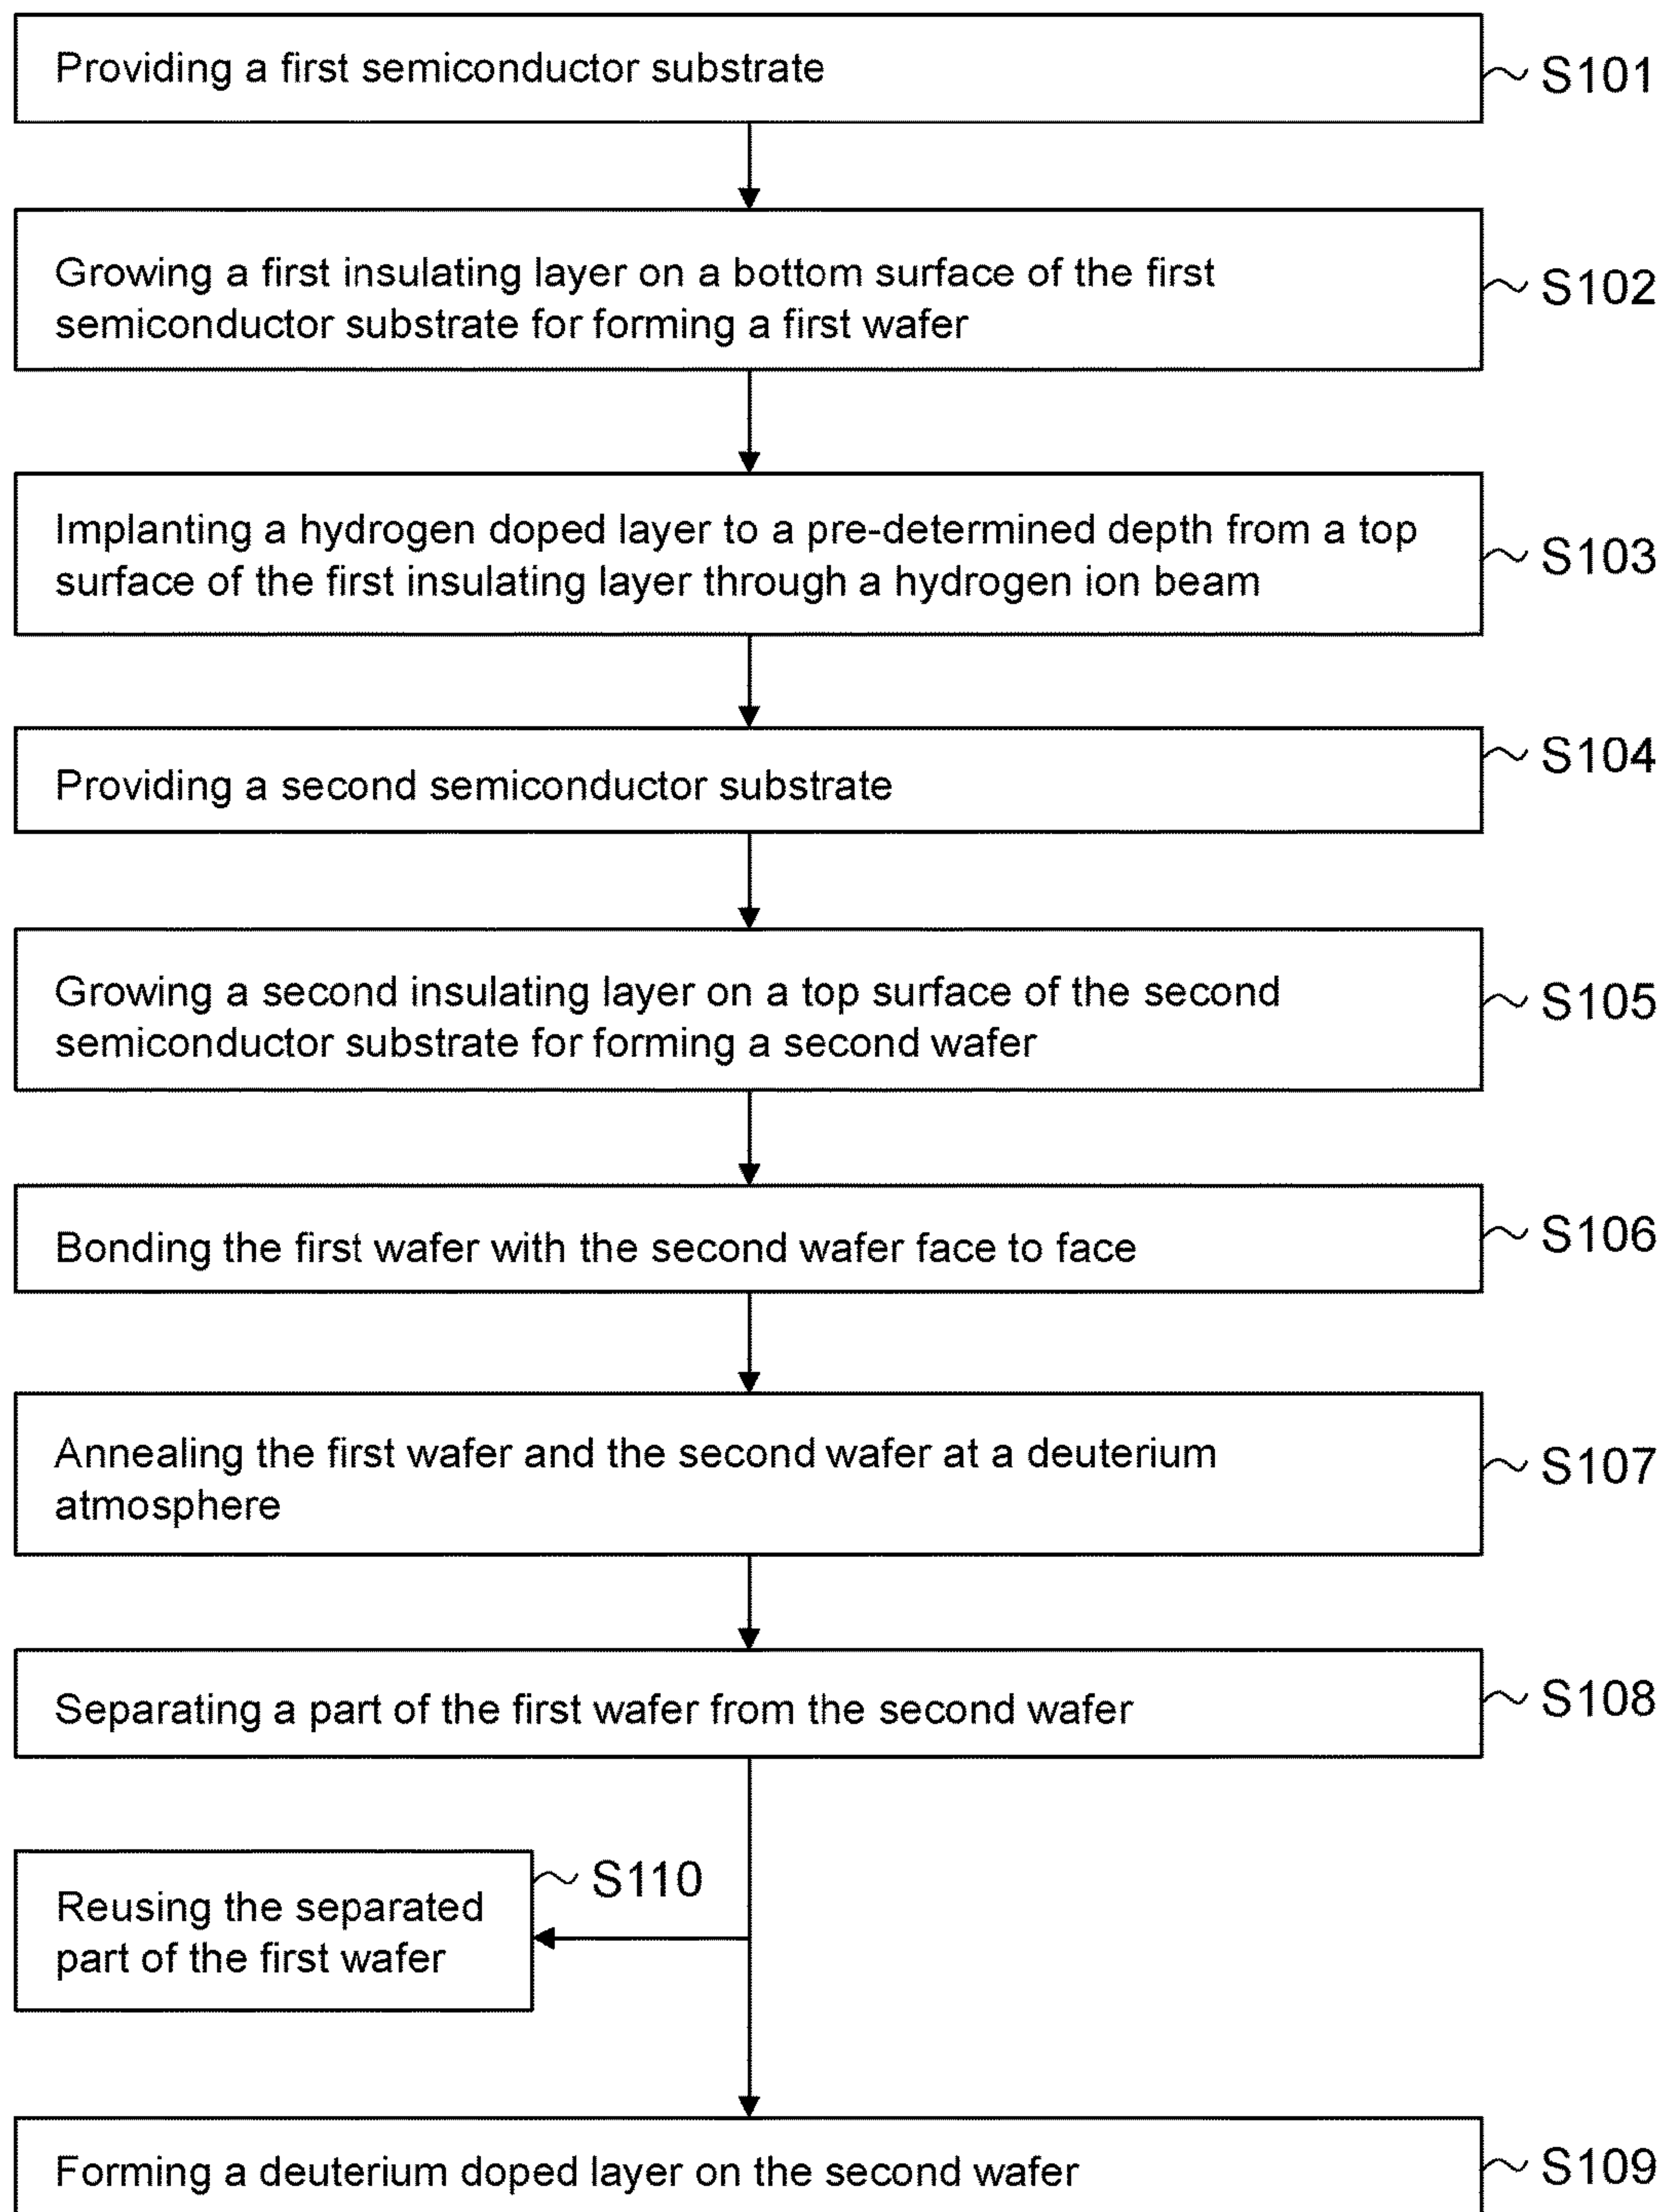 Providing a first semiconductor substrate
S101
Growing a first insulating layer on a bottom surface of the first
semiconductor substrate for forming a first wafer
S102
Implanting a hydrogen doped layer to a pre-determined depth from a top
surface of the first insulating layer through a hydrogen ion beam
S103
Providing a second semiconductor substrate
S104
Growing a second insulating layer on a top surface of the second
semiconductor substrate for forming a second wafer
S105
Bonding the first wafer with the second wafer face to face
S106
Annealing the first wafer and the second wafer at a deuterium
atmosphere
S107
Separating a part of the first wafer from the second wafer
S108
Reusing the separated
part of the first wafer
S110
Forming a deuterium doped layer on the second wafer
S109